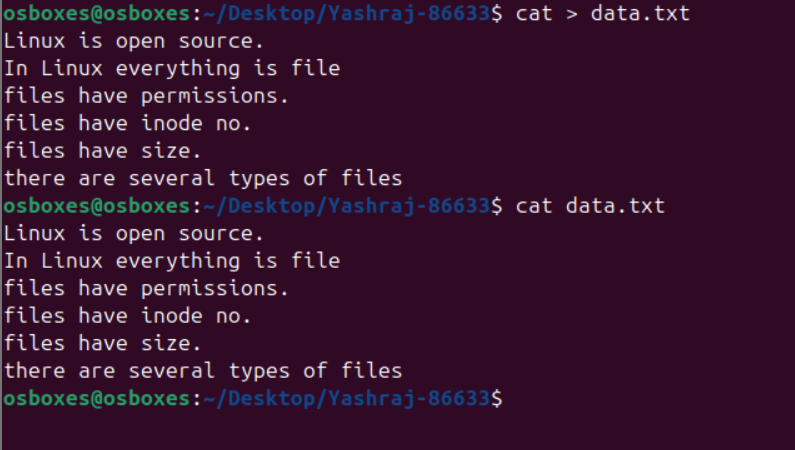 osboxes@osboxes:~/Desktop/Yashraj-86633$ cat > data.txt
Linux is open source.
In Linux everything is file
files have permissions.
files have inode no.
files have size.
there are several types of files
osboxes@osboxes:~/Desktop/Yashraj-86633$ cat data.txt
Linux is open source.
In Linux everything is file
files have permissions.
files have inode no.
files have size.
there are several types of files
osboxes@osboxes:~/Desktop/Yashraj-86633$